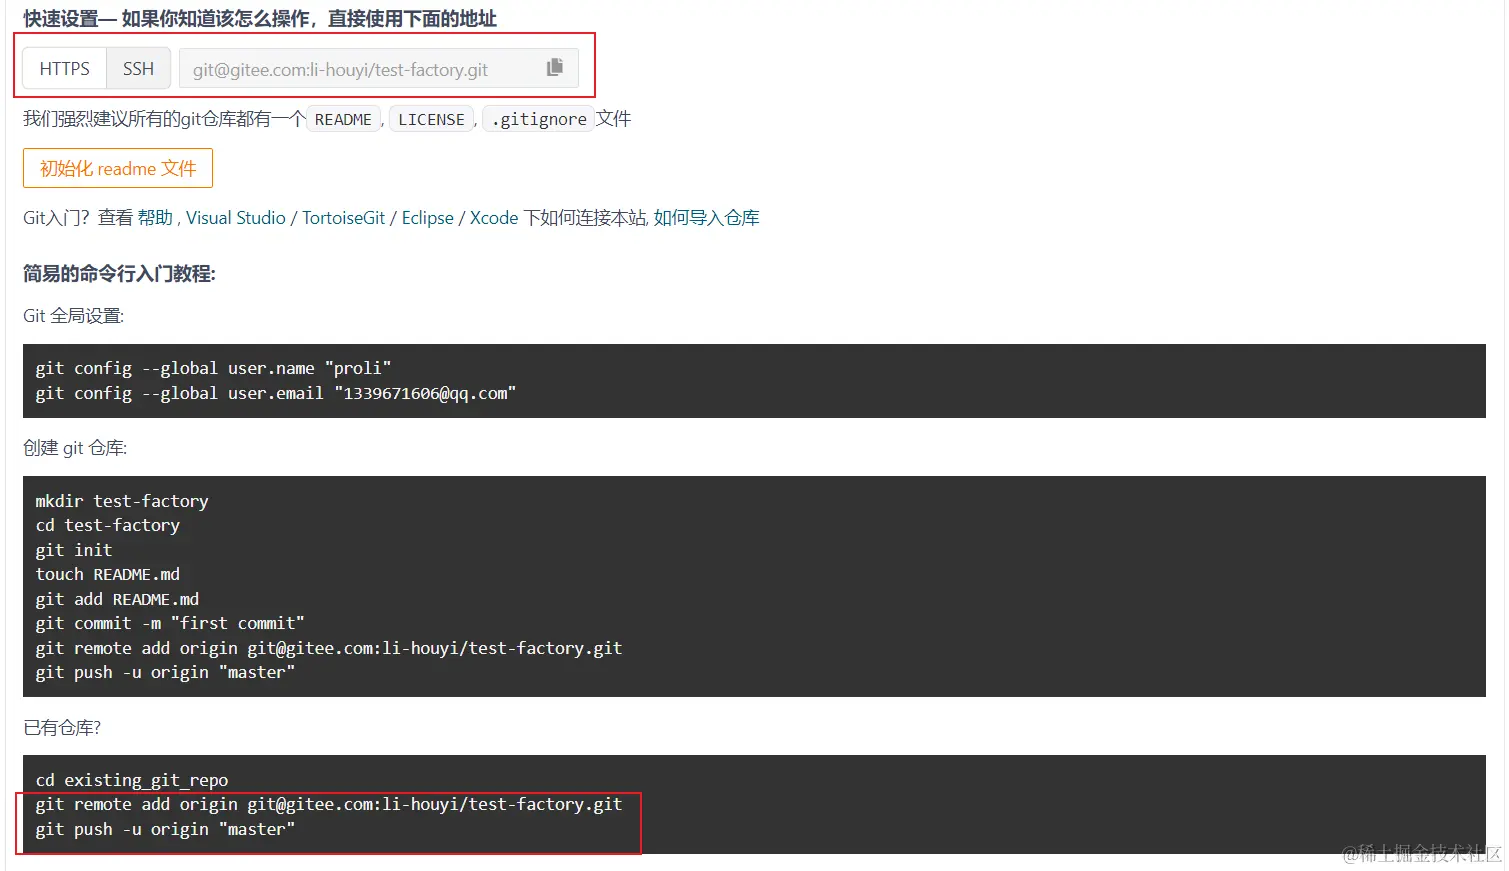 快速设置— 如果你知道该怎么操作，直接使用下面的地址
HTTPS SSH git@gitee.com:li-houyi/test-factory.git
我们强烈建议所有的git仓库都有一个 README , LICENSE , .gitignore 文件
初始化 readme 文件
Git入门？查看 帮助 , Visual Studio / TortoiseGit / Eclipse / Xcode 下如何连接本站, 如何导入仓库
简易的命令行入门教程:
Git 全局设置:
git config --global user.name "proli"
git config --global user.email "1339671606@qq.com"
创建 git 仓库:
mkdir test-factory
cd test-factory
git init
touch README.md
git add README.md
git commit -m "first commit"
git remote add origin git@gitee.com:li-houyi/test-factory.git
git push -u origin "master"
已有仓库?
cd existing_git_repo
git remote add origin git@gitee.com:li-houyi/test-factory.git
git push -u origin "master"
@稀土掘金技术社区